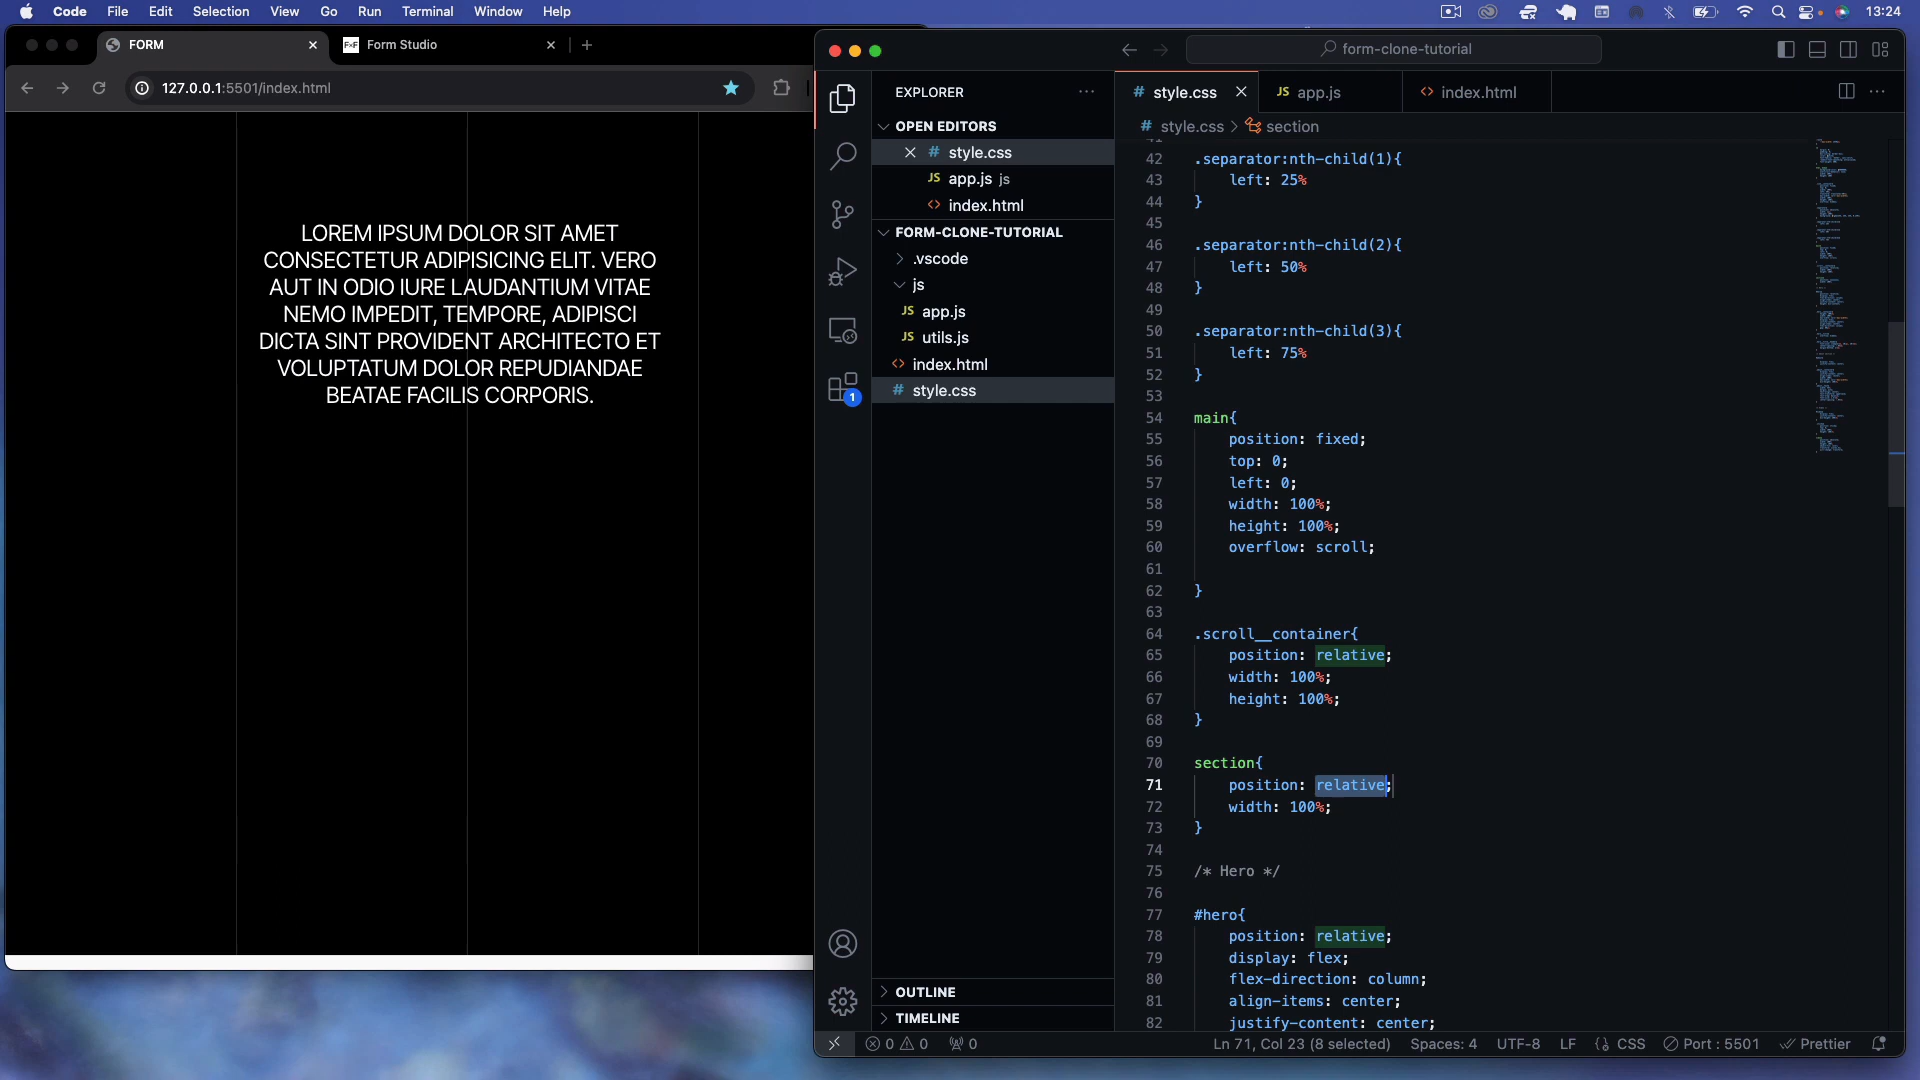 Code File Edit Selection View Go Run Terminal Window Help 13:24
FORM
F×F Form Studio
127.0.0.1:5501/index.html
LOREM IPSUM DOLOR SIT AMET
CONSECTETUR ADIPISICING ELIT. VERO
AUT IN ODIO IURE LAUDANTIUM VITAE
NEMO IMPEDIT, TEMPORE, ADIPISCI
DICTA SINT PROVIDENT ARCHITECTO ET
VOLUPTATUM DOLOR REPUDIANDAE
BEATAE FACILIS CORPORIS.
form-clone-tutorial
EXPLORER
OPEN EDITORS
# style.css
JS app.js js
<> index.html
FORM-CLONE-TUTORIAL
.vscode
js
JS app.js
JS utils.js
<> index.html
# style.css
1
OUTLINE
TIMELINE
# style.css
JS app.js
<> index.html
# style.css > section
41
42 .separator:nth-child(1){
43 left: 25%
44 }
45
46 .separator:nth-child(2){
47 left: 50%
48 }
49
50 .separator:nth-child(3){
51 left: 75%
52 }
53
54 main{
55 position: fixed;
56 top: 0;
57 left: 0;
58 width: 100%;
59 height: 100%;
60 overflow: scroll;
61
62 }
63
64 .scroll__container{
65 position: relative;
66 width: 100%;
67 height: 100%;
68 }
69
70 section{
71 position: relative;
72 width: 100%;
73 }
74
75 /* Hero */
76
77 #hero{
78 position: relative;
79 display: flex;
80 flex-direction: column;
81 align-items: center;
82 justify-content: center;
0 0 0 Ln 71, Col 23 (8 selected) Spaces: 4 UTF-8 LF CSS Port : 5501 Prettier